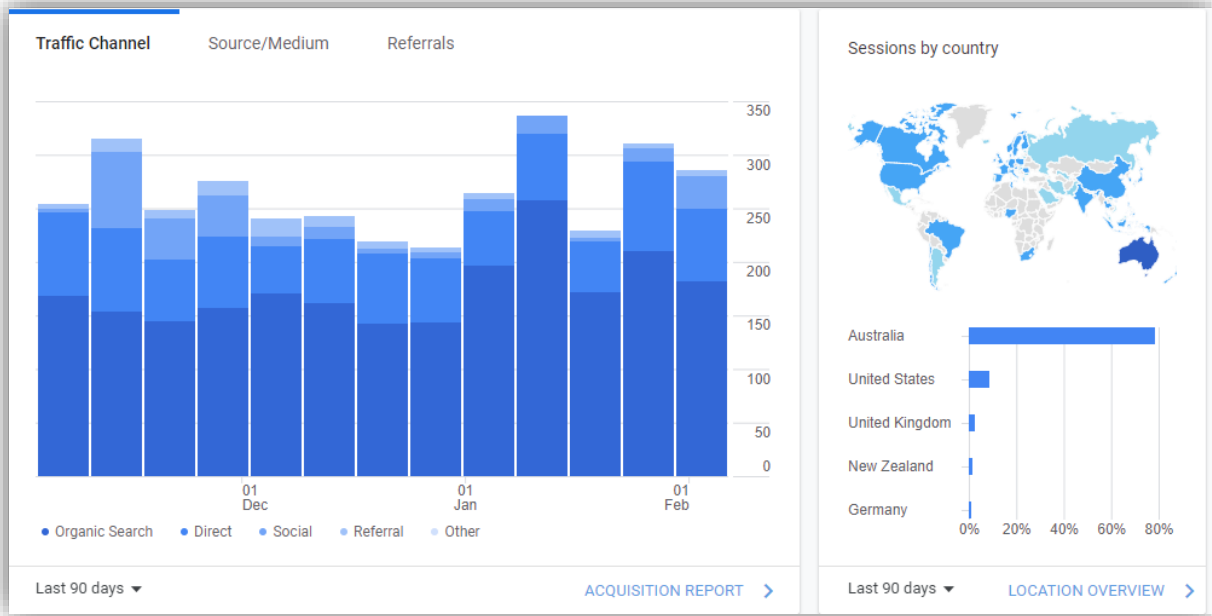 Traffic Channel Source/Medium Referrals
350
300
250
200
150
100
50
0
01 01 01
Dec Jan Feb
Organic Search Direct Social Referral Other
Last 90 days ACQUISITION REPORT
Sessions by country
Australia
United States
United Kingdom
New Zealand
Germany
0% 20% 40% 60% 80%
Last 90 days LOCATION OVERVIEW